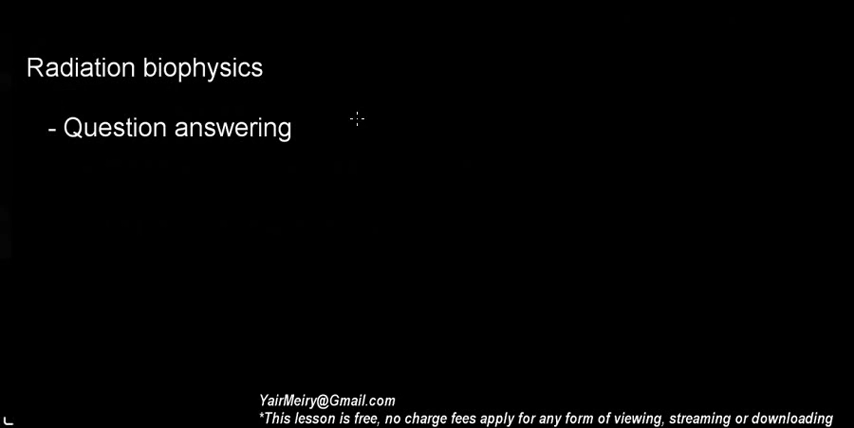 Radiation biophysics
- Question answering
YairMeiry@Gmail.com
*This lesson is free, no charge fees apply for any form of viewing, streaming or downloading